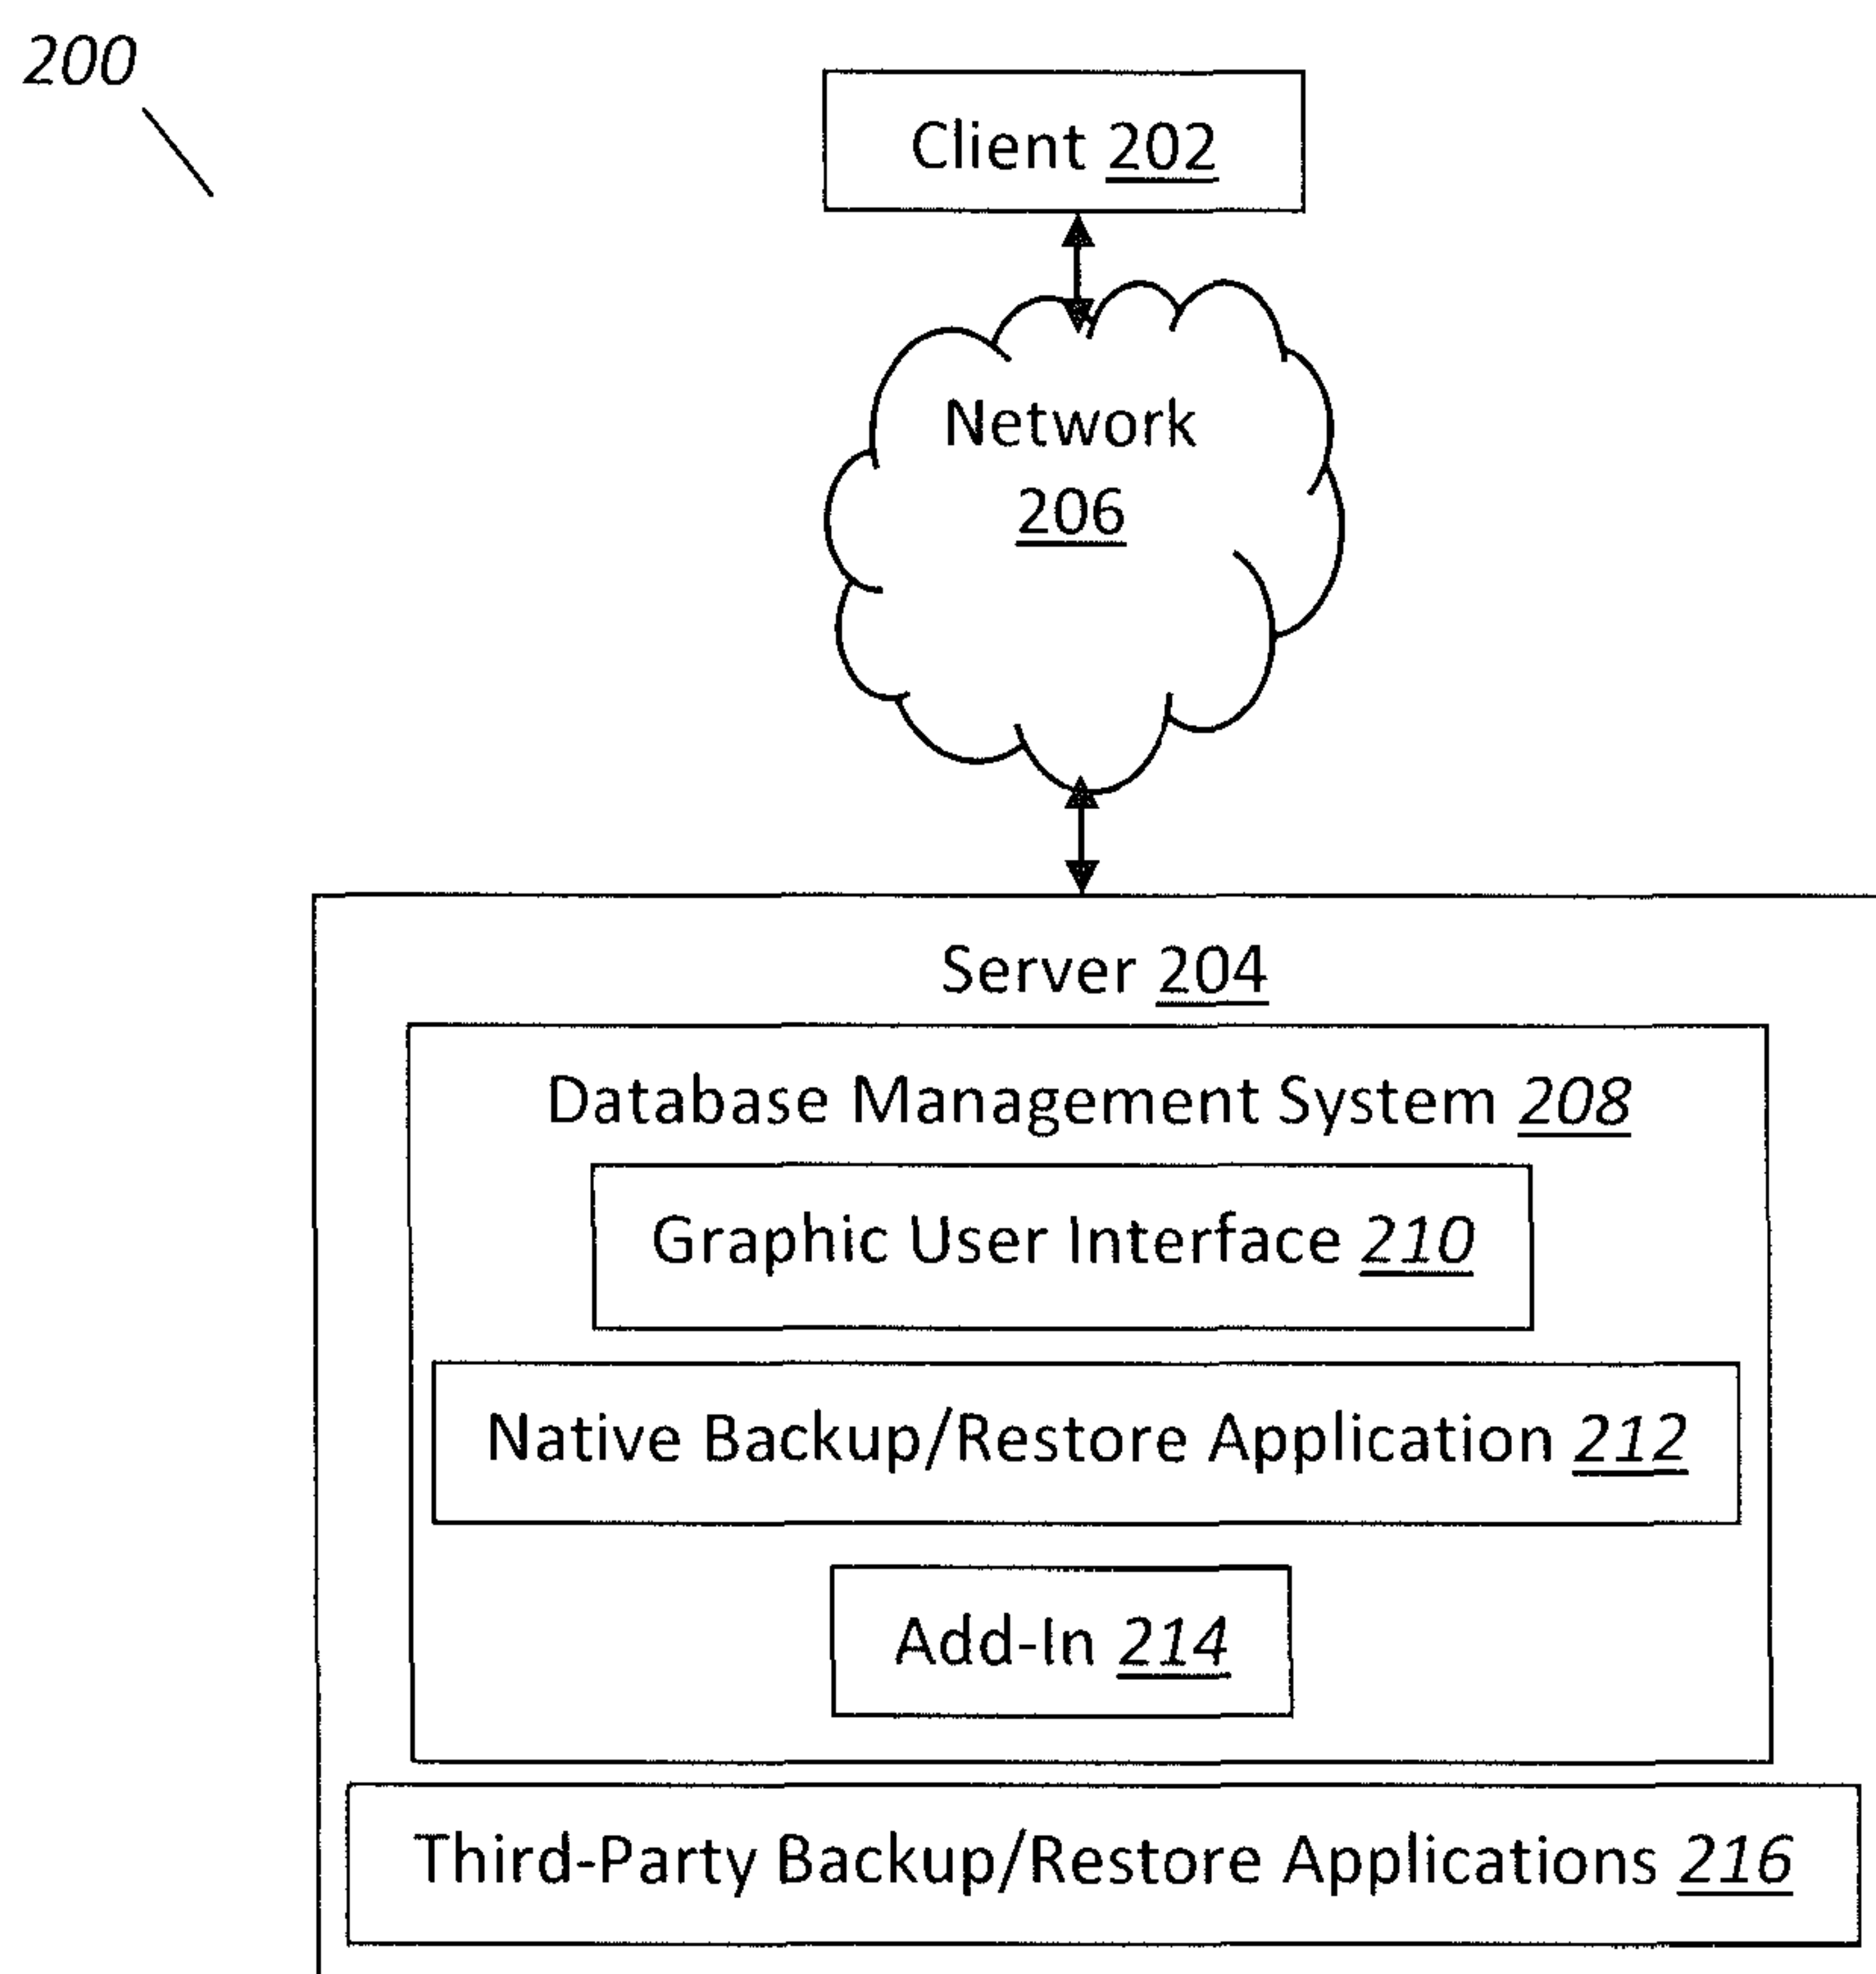 200
Client 202
Network
206
Server 204
Database Management System 208
Graphic User Interface 210
Native Backup/Restore Application 212
Add-In 214
Third-Party Backup/Restore Applications 216